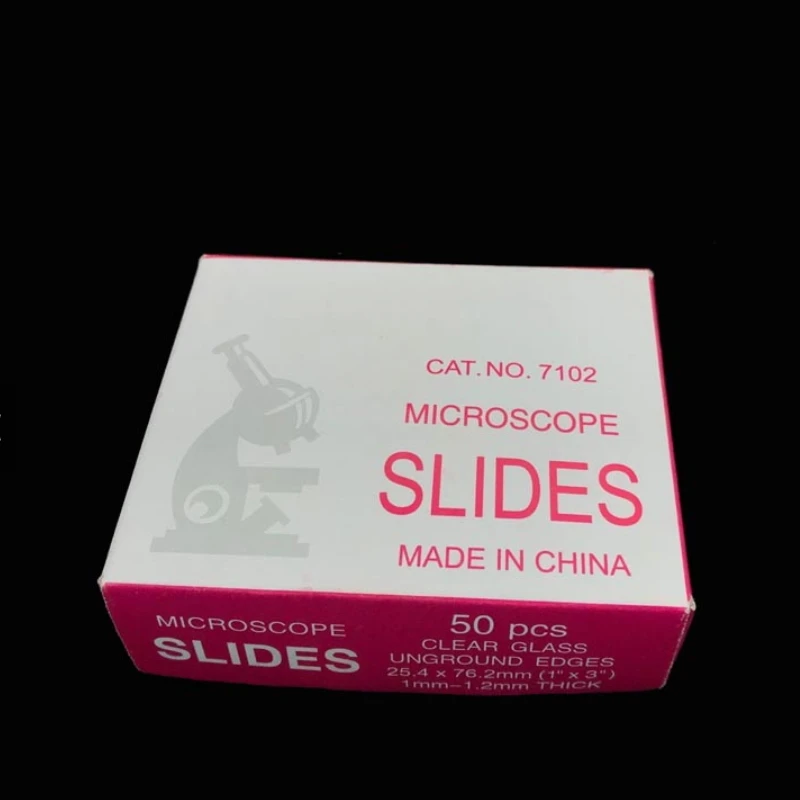 CAT. NO. 7102
MICROSCOPE
SLIDES
MADE IN CHINA
MICROSCOPE
SLIDES
50 pcs
CLEAR GLASS
UNGROUND EDGES
25.4 x 76.2mm (1" x 3")
1mm-1.2mm THICK